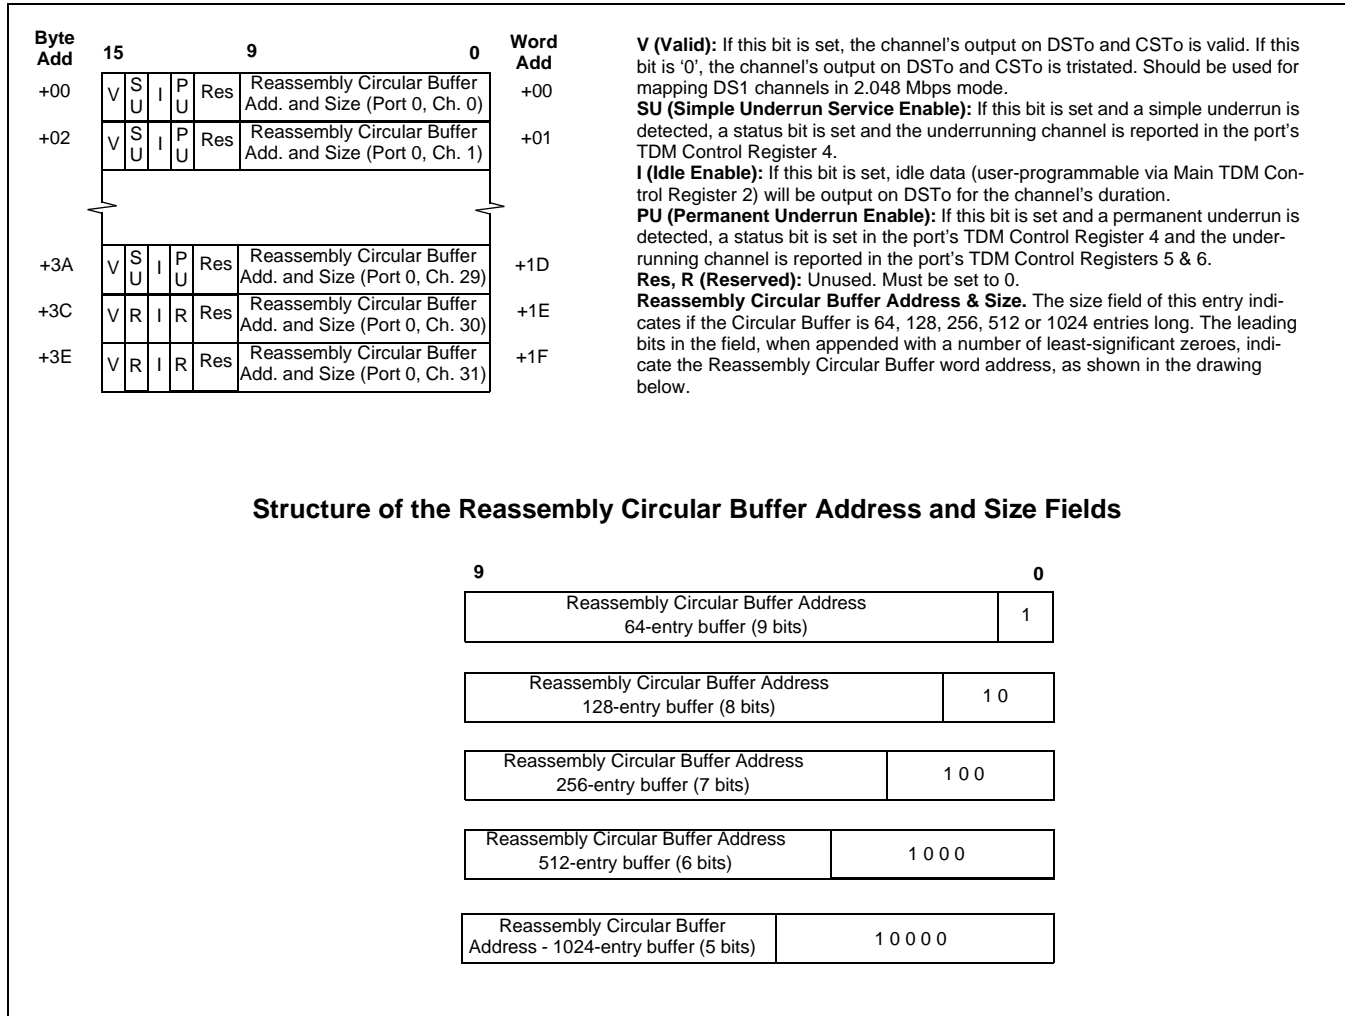 Byte Add 15 9 0 Word Add
+00 V SU I PU Res Reassembly Circular Buffer Add. and Size (Port 0, Ch. 0) +00
+02 V SU I PU Res Reassembly Circular Buffer Add. and Size (Port 0, Ch. 1) +01
+3A V SU I PU Res Reassembly Circular Buffer Add. and Size (Port 0, Ch. 29) +1D
+3C V R I R Res Reassembly Circular Buffer Add. and Size (Port 0, Ch. 30) +1E
+3E V R I R Res Reassembly Circular Buffer Add. and Size (Port 0, Ch. 31) +1F
V (Valid): If this bit is set, the channel's output on DSTo and CSTo is valid. If this
bit is '0', the channel's output on DSTo and CSTo is tristated. Should be used for
mapping DS1 channels in 2.048 Mbps mode.
SU (Simple Underrun Service Enable): If this bit is set and a simple underrun is
detected, a status bit is set and the underrunning channel is reported in the port's
TDM Control Register 4.
I (Idle Enable): If this bit is set, idle data (user-programmable via Main TDM Con-
trol Register 2) will be output on DSTo for the channel's duration.
PU (Permanent Underrun Enable): If this bit is set and a permanent underrun is
detected, a status bit is set in the port's TDM Control Register 4 and the under-
running channel is reported in the port's TDM Control Registers 5 & 6.
Res, R (Reserved): Unused. Must be set to 0.
Reassembly Circular Buffer Address & Size. The size field of this entry indi-
cates if the Circular Buffer is 64, 128, 256, 512 or 1024 entries long. The leading
bits in the field, when appended with a number of least-significant zeroes, indi-
cate the Reassembly Circular Buffer word address, as shown in the drawing
below.
Structure of the Reassembly Circular Buffer Address and Size Fields
9 0
Reassembly Circular Buffer Address
64-entry buffer (9 bits) 1
Reassembly Circular Buffer Address
128-entry buffer (8 bits) 1 0
Reassembly Circular Buffer Address
256-entry buffer (7 bits) 1 0 0
Reassembly Circular Buffer Address
512-entry buffer (6 bits) 1 0 0 0
Reassembly Circular Buffer
Address - 1024-entry buffer (5 bits) 1 0 0 0 0